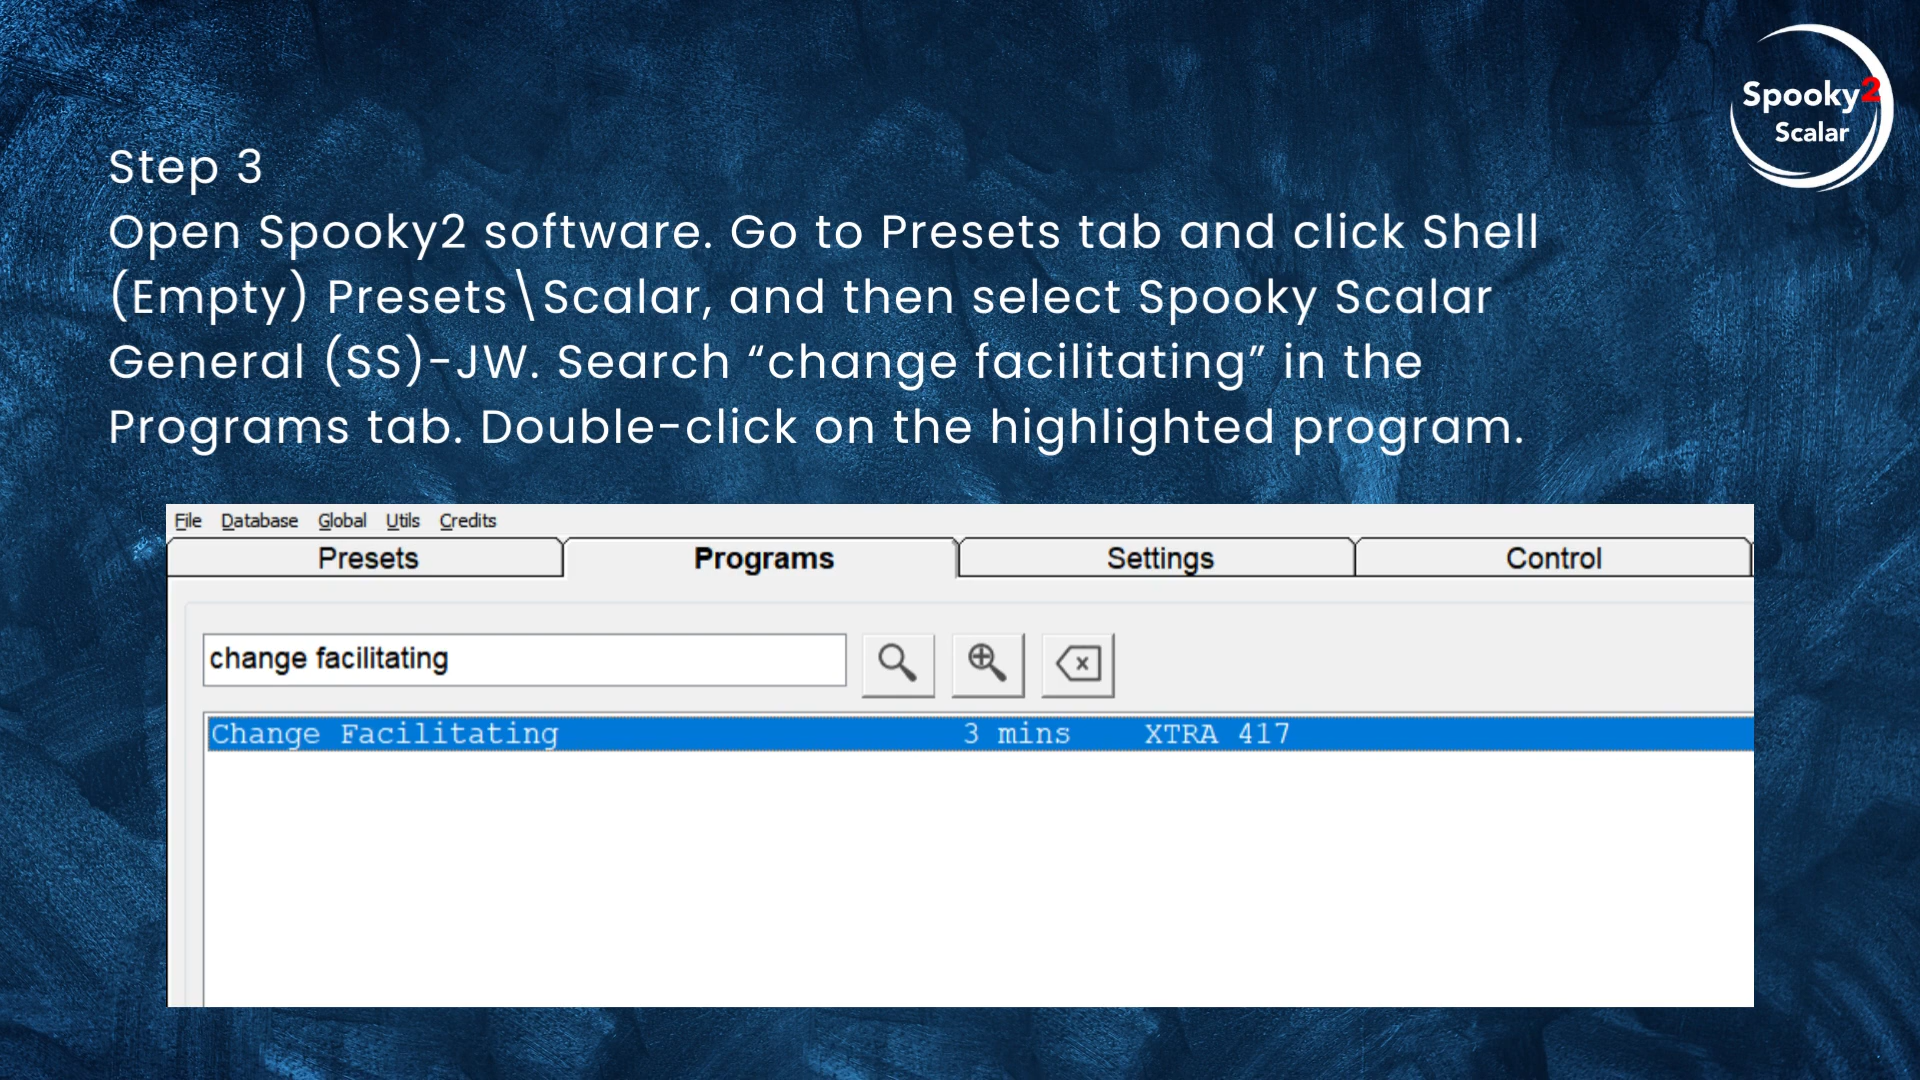 Spooky2
Scalar
Step 3
Open Spooky2 software. Go to Presets tab and click Shell
(Empty) Presets\Scalar, and then select Spooky Scalar
General (SS)-JW. Search “change facilitating” in the
Programs tab. Double-click on the highlighted program.
File Database Global Utils Credits
Presets Programs Settings Control
change facilitating
Change Facilitating 3 mins XTRA 417